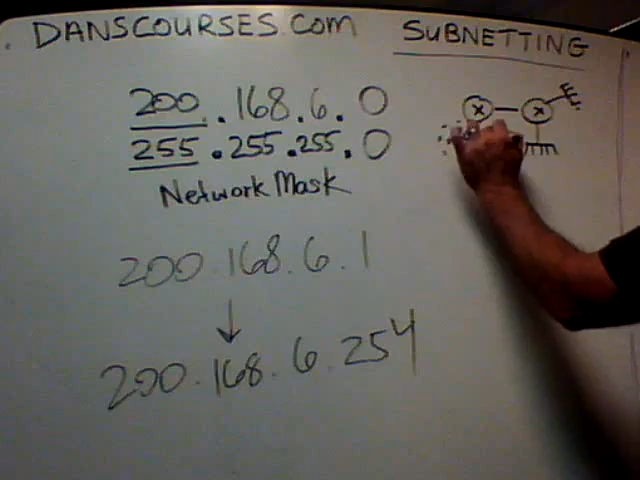 DANSCOURSES.COM
SUBNETTING
200.168.6.0
255.255.255.0
Network Mask
200.168.6.1
200.168.6.254